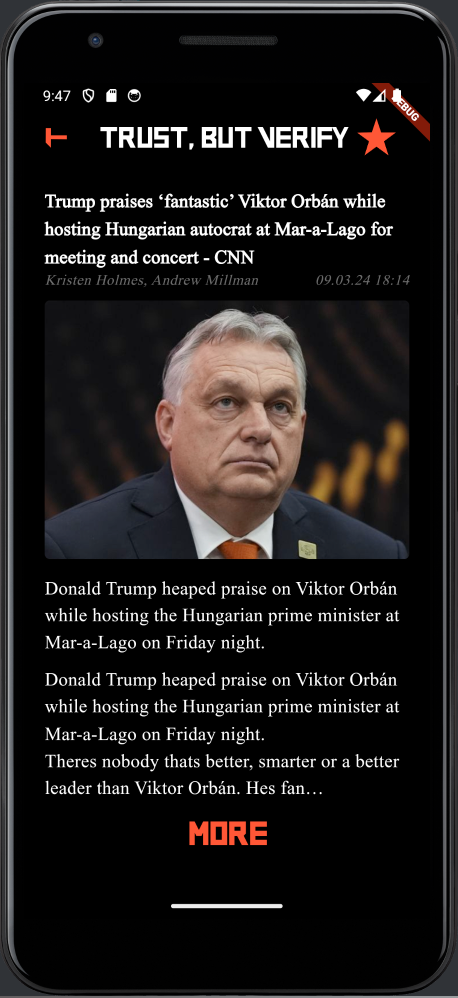 9:47
DEBUG
TRUST, BUT VERIFY
Trump praises ‘fantastic’ Viktor Orbán while
hosting Hungarian autocrat at Mar-a-Lago for
meeting and concert - CNN
Kristen Holmes, Andrew Millman 09.03.24 18:14
Donald Trump heaped praise on Viktor Orbán
while hosting the Hungarian prime minister at
Mar-a-Lago on Friday night.
Donald Trump heaped praise on Viktor Orbán
while hosting the Hungarian prime minister at
Mar-a-Lago on Friday night.
Theres nobody thats better, smarter or a better
leader than Viktor Orbán. Hes fan…
MORE